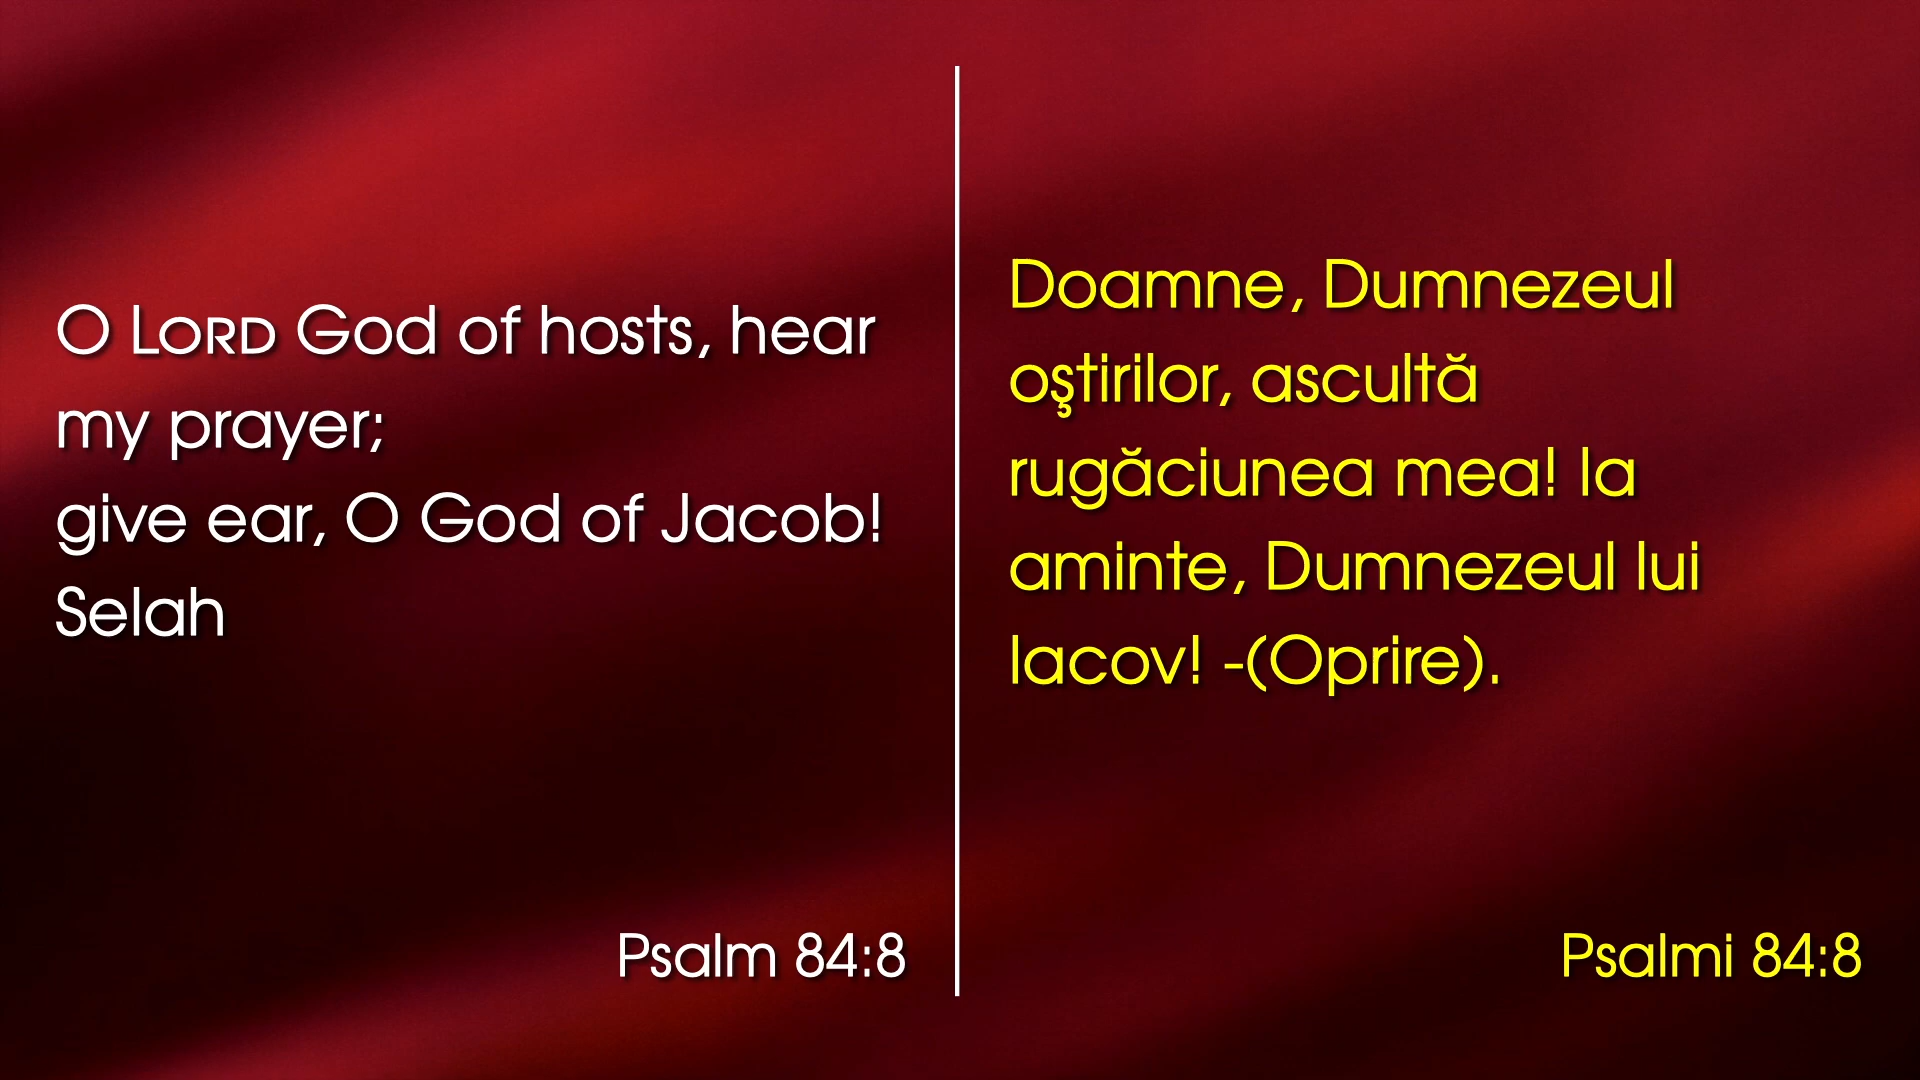 O LORD God of hosts, hear
my prayer;
give ear, O God of Jacob!
Selah
Psalm 84:8
Doamne, Dumnezeul
oştirilor, ascultă
rugăciunea mea! Ia
aminte, Dumnezeul lui
Iacov! -(Oprire).
Psalmi 84:8